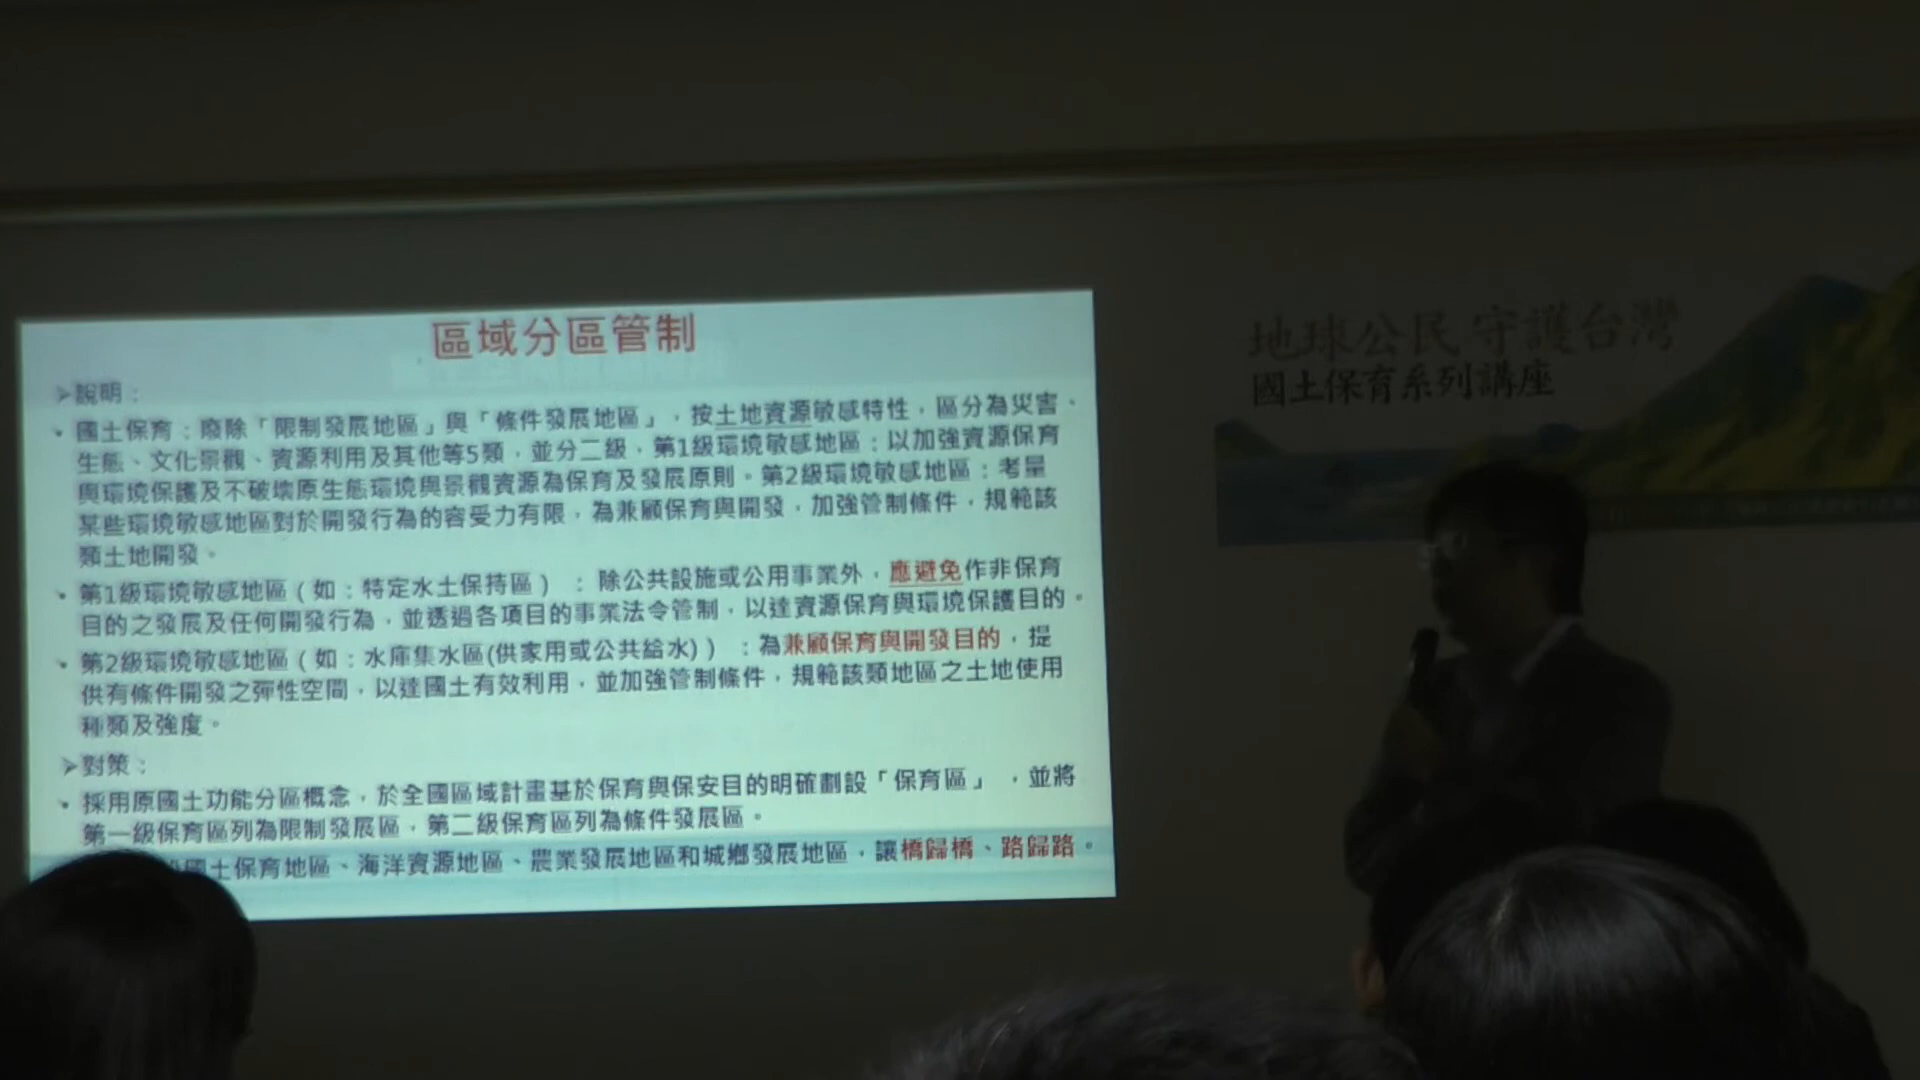 區域分區管制
➢說明：
• 國土保育：廢除「限制發展地區」與「條件發展地區」，按土地資源敏感特性，區分為災害、
生態、文化景觀、資源利用及其他等5類，並分二級，第1級環境敏感地區：以加強資源保育
與環境保護及不破壞原生態環境與景觀資源為保育及發展原則。第2級環境敏感地區：考量
某些環境敏感地區對於開發行為的容受力有限，為兼顧保育與開發，加強管制條件，規範該
類土地開發。
• 第1級環境敏感地區（如：特定水土保持區）：除公共設施或公用事業外，應避免作非保育
目的之發展及任何開發行為，並透過各項目的事業法令管制，以達資源保育與環境保護目的。
• 第2級環境敏感地區（如：水庫集水區(供家用或公共給水)）：為兼顧保育與開發目的，提
供有條件開發之彈性空間，以達國土有效利用，並加強管制條件，規範該類地區之土地使用
種類及強度。
➢對策：
• 採用原國土功能分區概念，於全國區域計畫基於保育與保安目的明確劃設「保育區」，並將
第一級保育區列為限制發展區，第二級保育區列為條件發展區。
國土保育地區、海洋資源地區、農業發展地區和城鄉發展地區，讓橋歸橋、路歸路。
地球公民 守護台灣
國土保育系列講座